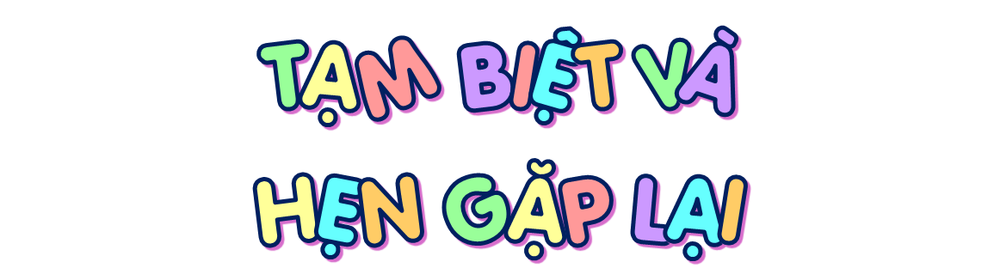 TẠM BIỆT VÀ
HẸN GẶP LẠI